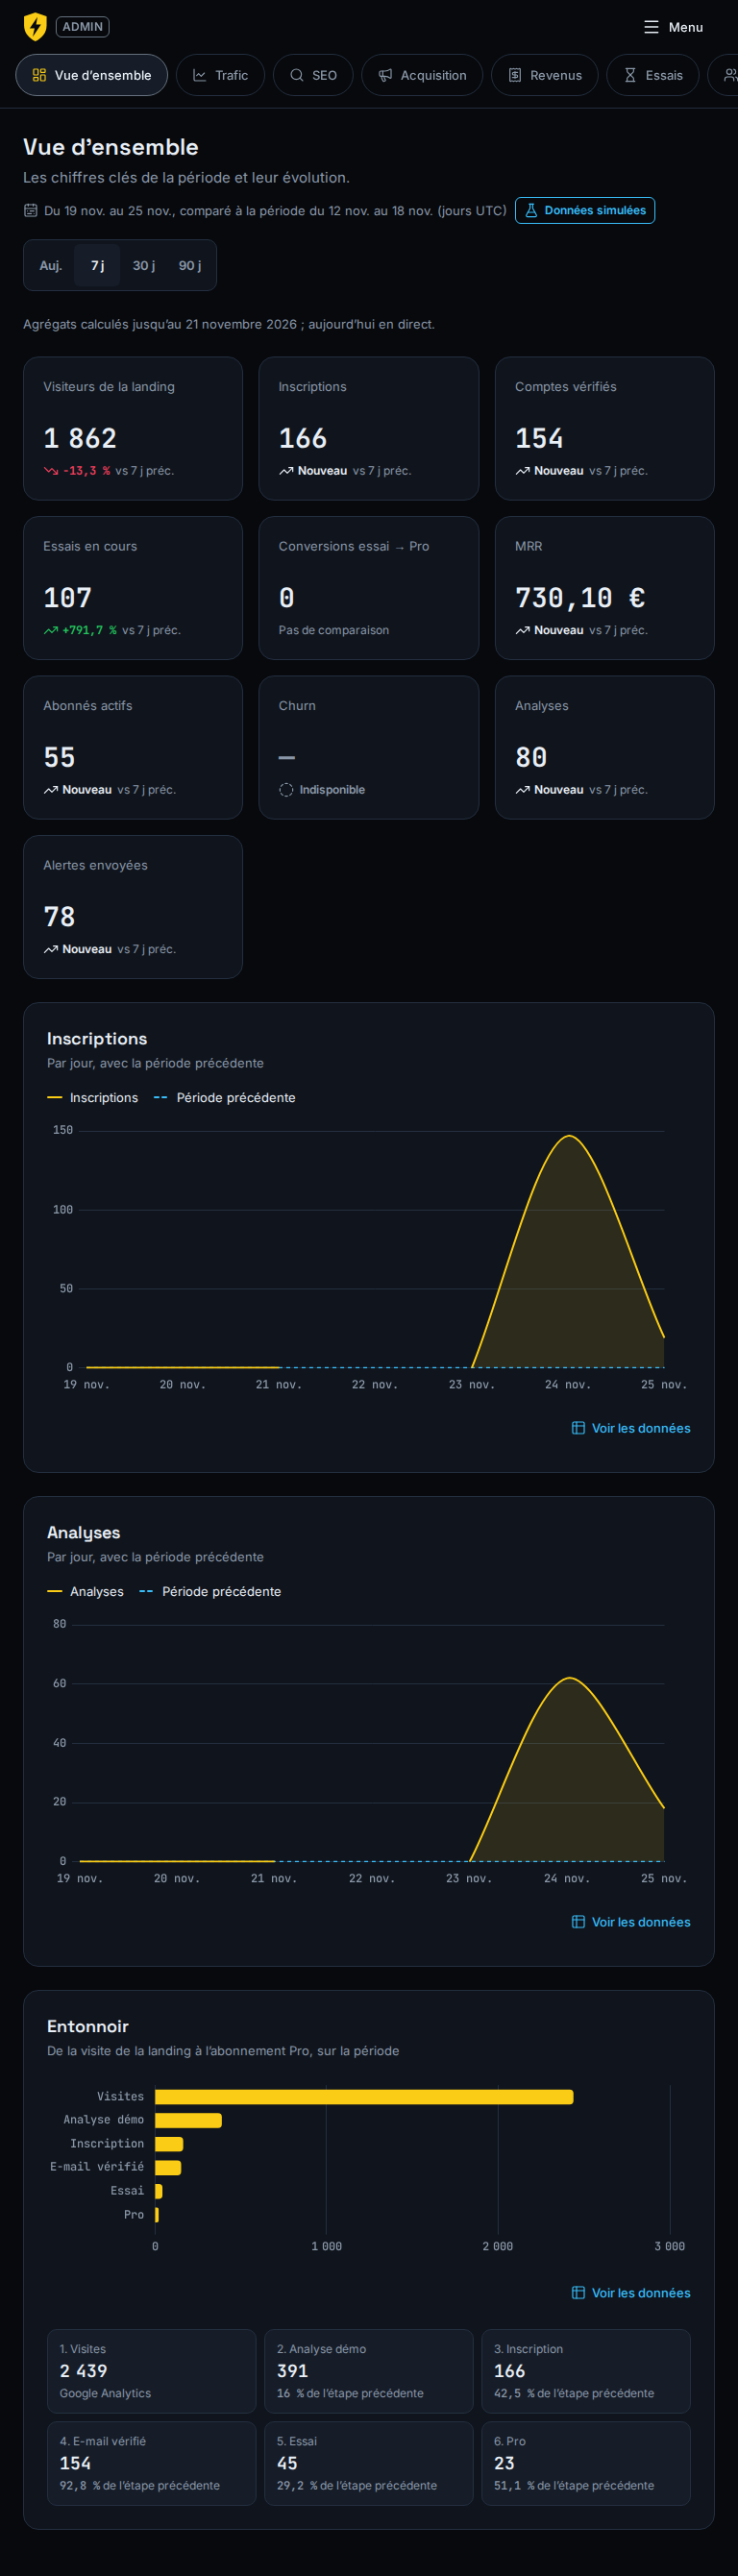 ADMIN
Menu
Vue d’ensemble
Trafic
SEO
Acquisition
Revenus
Essais
Vue d’ensemble
Les chiffres clés de la période et leur évolution.
Du 19 nov. au 25 nov., comparé à la période du 12 nov. au 18 nov. (jours UTC)
Données simulées
Auj.
7 j
30 j
90 j
Agrégats calculés jusqu’au 21 novembre 2026 ; aujourd’hui en direct.
Visiteurs de la landing
1 862
-13,3 % vs 7 j préc.
Inscriptions
166
Nouveau vs 7 j préc.
Comptes vérifiés
154
Nouveau vs 7 j préc.
Essais en cours
107
+791,7 % vs 7 j préc.
Conversions essai → Pro
0
Pas de comparaison
MRR
730,10 €
Nouveau vs 7 j préc.
Abonnés actifs
55
Nouveau vs 7 j préc.
Churn
—
Indisponible
Analyses
80
Nouveau vs 7 j préc.
Alertes envoyées
78
Nouveau vs 7 j préc.
Inscriptions
Par jour, avec la période précédente
Inscriptions
Période précédente
150
100
50
0
19 nov.
20 nov.
21 nov.
22 nov.
23 nov.
24 nov.
25 nov.
Voir les données
Analyses
Par jour, avec la période précédente
Analyses
Période précédente
80
60
40
20
0
19 nov.
20 nov.
21 nov.
22 nov.
23 nov.
24 nov.
25 nov.
Voir les données
Entonnoir
De la visite de la landing à l’abonnement Pro, sur la période
Visites
Analyse démo
Inscription
E-mail vérifié
Essai
Pro
0
1 000
2 000
3 000
Voir les données
1. Visites
2 439
Google Analytics
2. Analyse démo
391
16 % de l’étape précédente
3. Inscription
166
42,5 % de l’étape précédente
4. E-mail vérifié
154
92,8 % de l’étape précédente
5. Essai
45
29,2 % de l’étape précédente
6. Pro
23
51,1 % de l’étape précédente